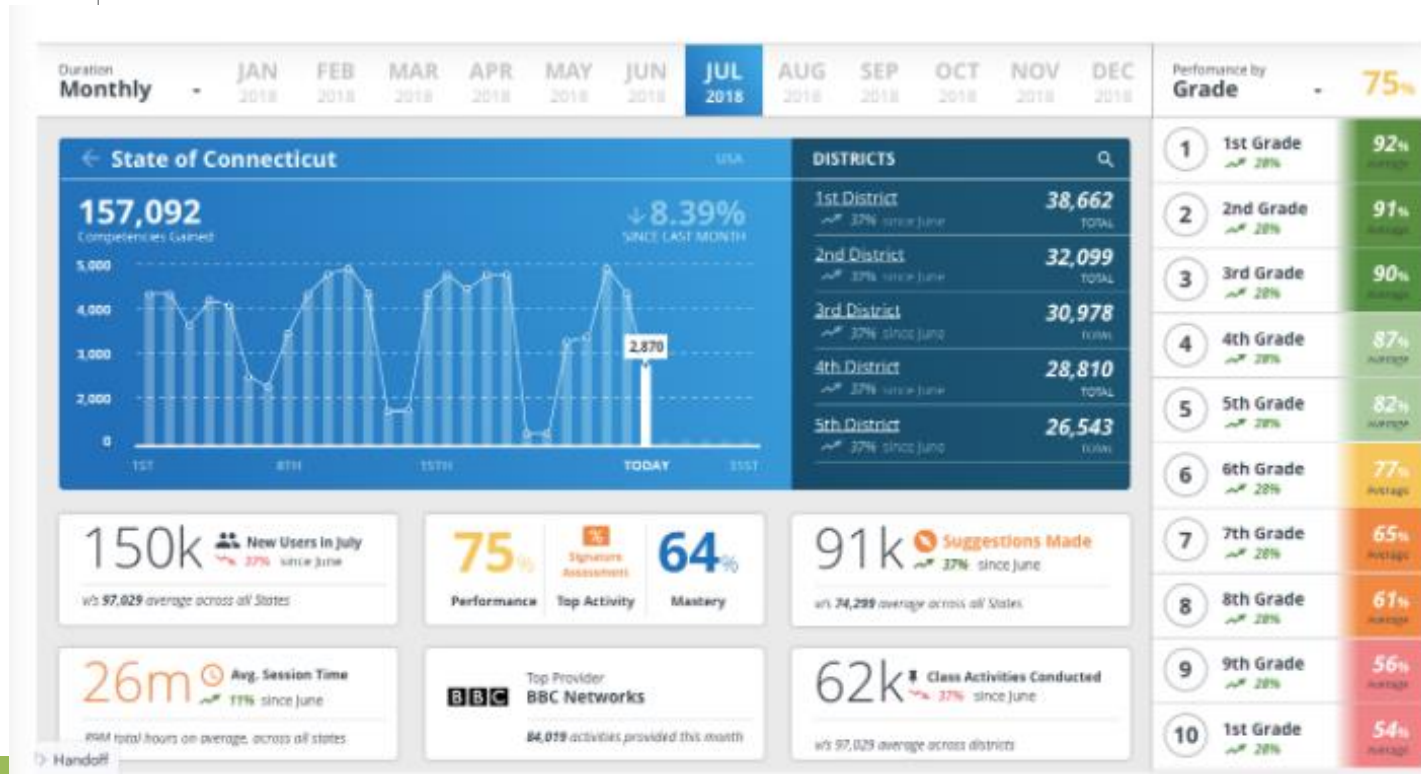 Duration
Monthly
JAN 2018
FEB 2018
MAR 2018
APR 2018
MAY 2018
JUN 2018
JUL 2018
AUG 2018
SEP 2018
OCT 2018
NOV 2018
DEC 2018
Perfomance by
Grade
75%
State of Connecticut
USA
157,092
Competencies Gained
8.39%
SINCE LAST MONTH
5,000
4,000
3,000
2,000
0
2,870
1ST
8TH
15TH
TODAY
31ST
DISTRICTS
1st District 38,662
37% since June TOTAL
2nd District 32,099
37% since June TOTAL
3rd District 30,978
37% since June TOTAL
4th District 28,810
37% since June TOTAL
5th District 26,543
37% since June TOTAL
150k New Users in July
37% since June
v/s 97,029 average across all States
75% Performance
% Signature Assessment
Top Activity
64% Mastery
91k Suggestions Made
37% since June
v/s 74,299 average across all States
26m Avg. Session Time
11% since June
total hours on average, across all states
BBC
Top Provider
BBC Networks
84,019 activities provided this month
62k Class Activities Conducted
37% since June
v/s 97,029 average across districts
1 1st Grade 92%
28% Average
2 2nd Grade 91%
28% Average
3 3rd Grade 90%
28% Average
4 4th Grade 87%
28% Average
5 5th Grade 82%
28% Average
6 6th Grade 77%
28% Average
7 7th Grade 65%
28% Average
8 8th Grade 61%
28% Average
9 9th Grade 56%
28% Average
10 1st Grade 54%
28% Average
Handoff